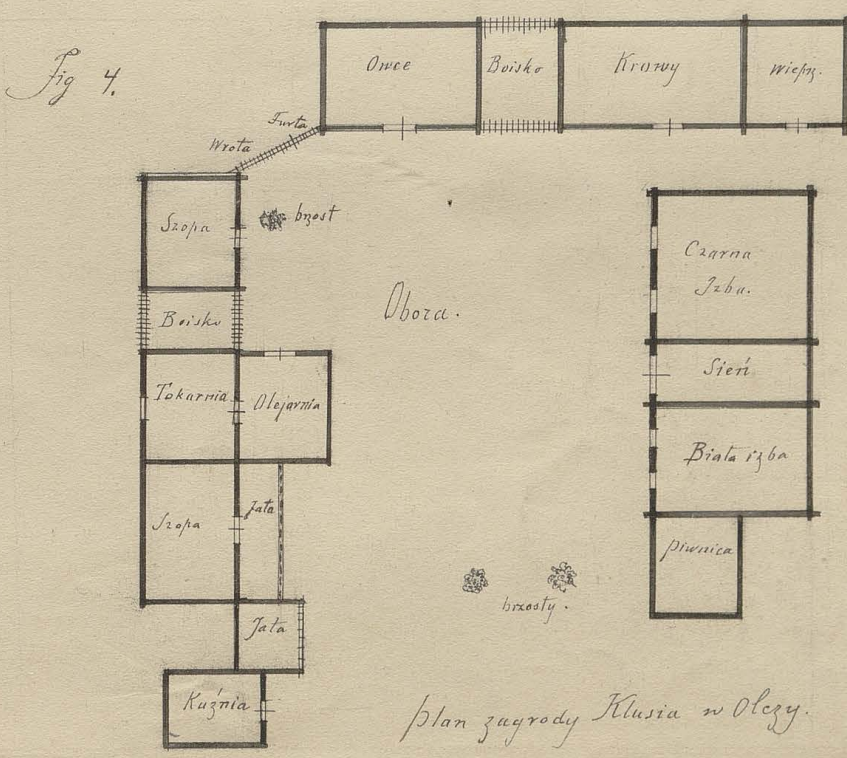 Fig 4.
Owce
Boisko
Krowy
wieprz.
Furta
Wrota
Szopa
brzost
Czarna
Izba.
Obora.
Boisko
Sień
Tokarnia
Olejarnia
Biała izba
Szopa
Jata
piwnica
brzosty.
Jata
Kuźnia
plan zagrody Klusia w Olczy.